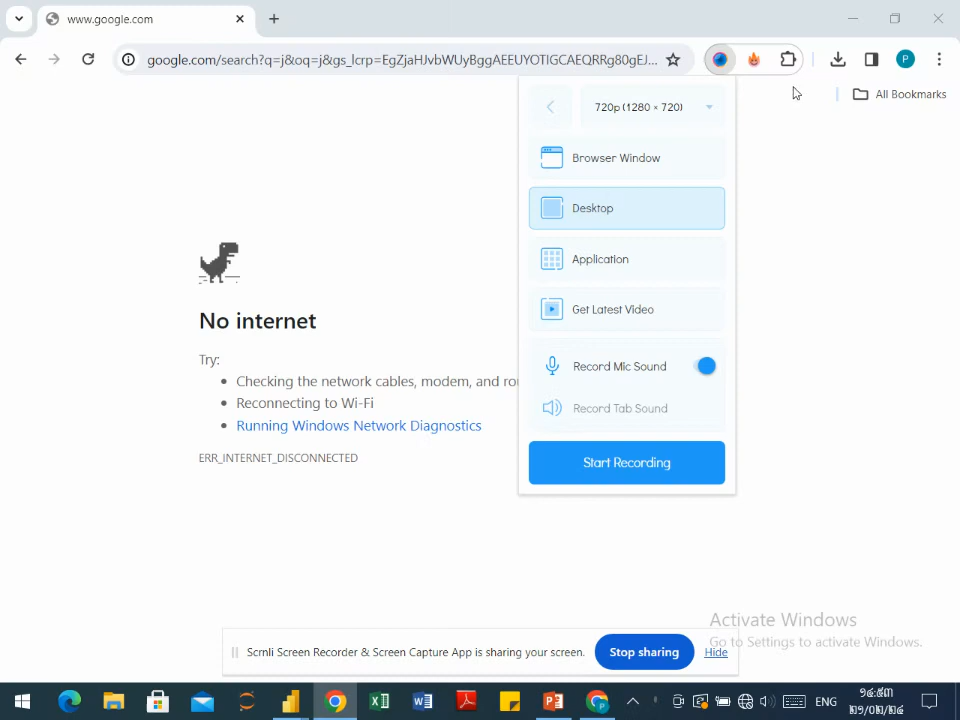 www.google.com
google.com/search?q=j&oq=j&gs_lcrp=EgZjaHJvbWUyBggAEEUYOTIGCAEQRRg80gEJ...
P
All Bookmarks
720p (1280 × 720)
Browser Window
Desktop
Application
Get Latest Video
Record Mic Sound
Record Tab Sound
Start Recording
No internet
Try:
Checking the network cables, modem, and
Reconnecting to Wi-Fi
Running Windows Network Diagnostics
ERR_INTERNET_DISCONNECTED
Activate Windows
Go to Settings to activate Windows.
Scrnli Screen Recorder & Screen Capture App is sharing your screen.
Stop sharing
Hide
ENG